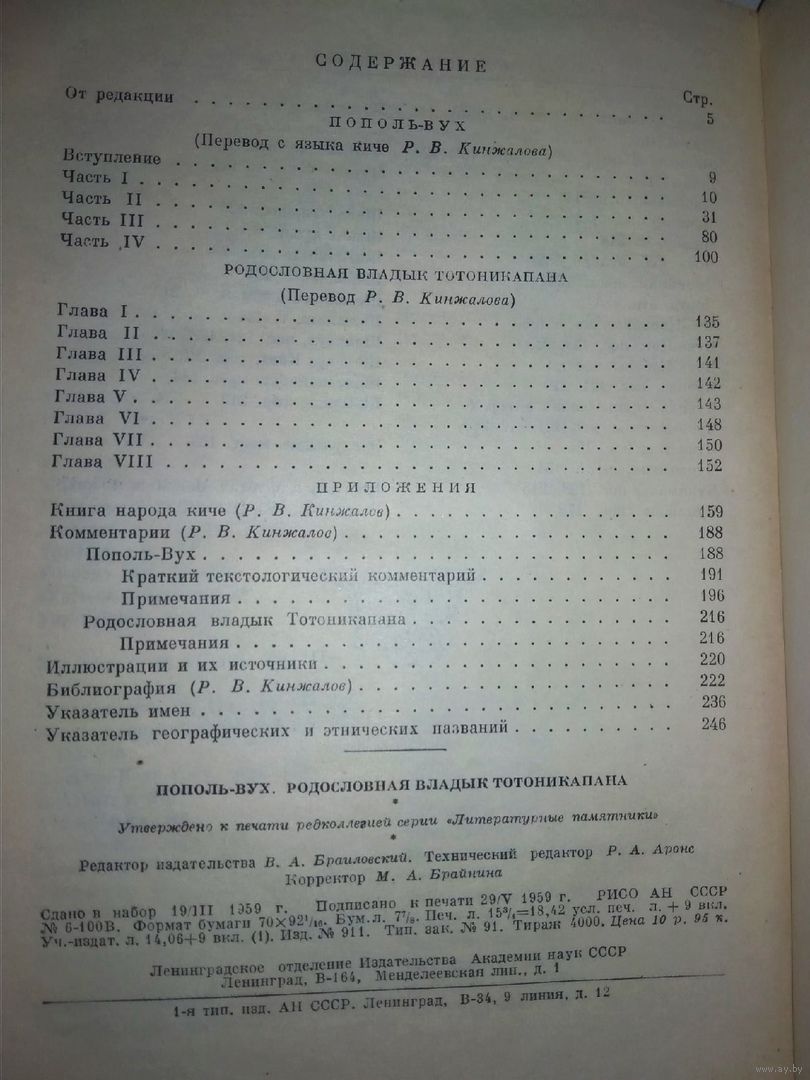 СОДЕРЖАНИЕ
Стр.
От редакции . . . . . . . . . . . . . . . . . . . . 5
ПОПОЛЬ-ВУХ
(Перевод с языка киче Р. В. Кинжалова)
Вступление . . . . . . . . . . . . . . . . . . . . 9
Часть I . . . . . . . . . . . . . . . . . . . . 10
Часть II . . . . . . . . . . . . . . . . . . . . 31
Часть III . . . . . . . . . . . . . . . . . . . . 80
Часть IV . . . . . . . . . . . . . . . . . . . . 100
РОДОСЛОВНАЯ ВЛАДЫК ТОТОНИКАПАНА
(Перевод Р. В. Кинжалова)
Глава I . . . . . . . . . . . . . . . . . . . . 135
Глава II . . . . . . . . . . . . . . . . . . . . 137
Глава III . . . . . . . . . . . . . . . . . . . . 141
Глава IV . . . . . . . . . . . . . . . . . . . . 142
Глава V . . . . . . . . . . . . . . . . . . . . 143
Глава VI . . . . . . . . . . . . . . . . . . . . 148
Глава VII . . . . . . . . . . . . . . . . . . . . 150
Глава VIII . . . . . . . . . . . . . . . . . . . . 152
ПРИЛОЖЕНИЯ
Книга народа киче (Р. В. Кинжалов) . . . . . . . . . . 159
Комментарии (Р. В. Кинжалов) . . . . . . . . . . 188
Пополь-Вух . . . . . . . . . . 188
Краткий текстологический комментарий . . . . . . . . . . 191
Примечания . . . . . . . . . . 196
Родословная владык Тотоникапана . . . . . . . . . . 216
Примечания . . . . . . . . . . 216
Иллюстрации и их источники . . . . . . . . . . 220
Библиография (Р. В. Кинжалов) . . . . . . . . . . 222
Указатель имен . . . . . . . . . . 236
Указатель географических и этнических названий . . . . . . . . . . 246
ПОПОЛЬ-ВУХ. РОДОСЛОВНАЯ ВЛАДЫК ТОТОНИКАПАНА
*
Утверждено к печати редколлегией серии «Литературные памятники»
*
Редактор издательства В. А. Браиловский. Технический редактор Р. А. Аронс
Корректор М. А. Брайнина
Сдано в набор 19/III 1959 г. Подписано к печати 29/V 1959 г. РИСО АН СССР
№ 6-100В. Формат бумаги 70×92 1/16. Бум. л. 7 7/8. Печ. л. 15 3/4=18,42 усл. печ. л. + 9 вкл.
Уч.-издат. л. 14,06+9 вкл. (1). Изд. № 911. Тип. зак. № 91. Тираж 4000. Цена 10 р. 95 к.
Ленинградское отделение Издательства Академии наук СССР
Ленинград, В-164, Менделеевская лин., д. 1
1-я тип. изд. АН СССР. Ленинград, В-34, 9 линия, д. 12
www.ay.by